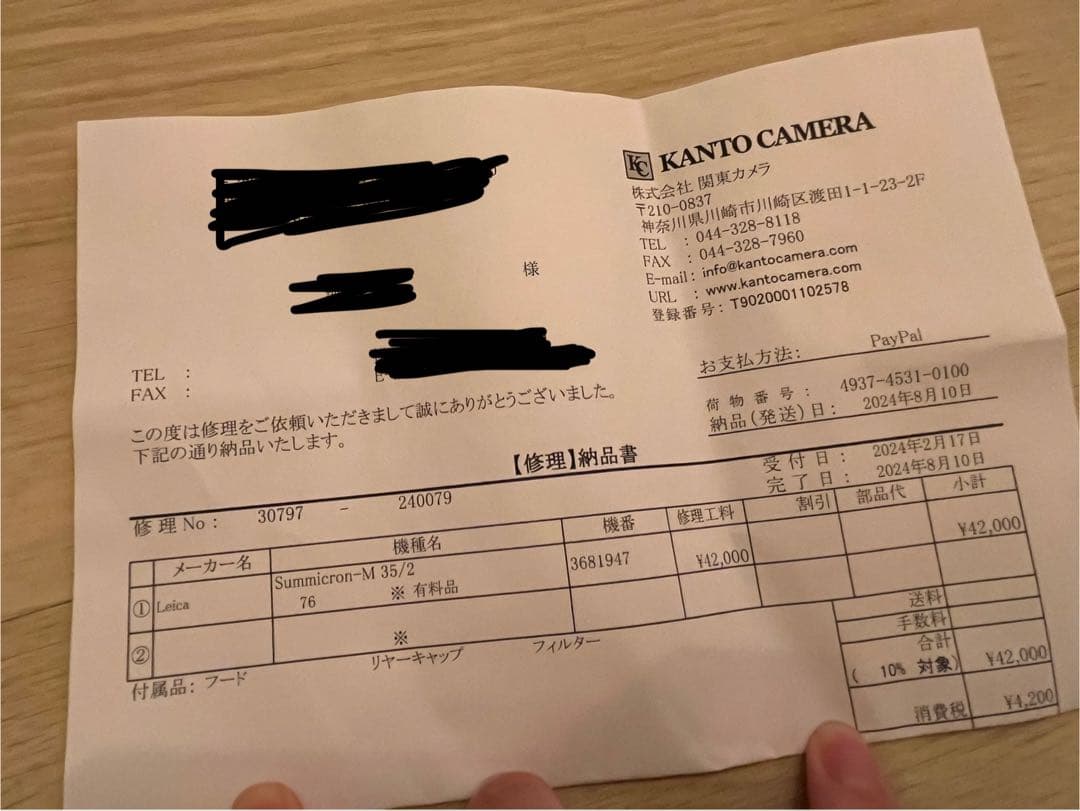 KC KANTO CAMERA
株式会社 関東カメラ
〒210-0837
神奈川県川崎市川崎区渡田1-1-23-2F
TEL : 044-328-8118
FAX : 044-328-7960
E-mail : info@kantocamera.com
URL : www.kantocamera.com
登録番号 : T9020001102578
様
TEL :
FAX :
E
この度は修理をご依頼いただきまして誠にありがとうございました。
下記の通り納品いたします。
お支払方法: PayPal
荷物番号: 4937-4531-0100
納品(発送)日: 2024年8月10日
【修理】納品書
受付日: 2024年2月17日
完了日: 2024年8月10日
修理No: 30797 - 240079
メーカー名 機種名 機番 修理工料 割引 部品代 小計
① Leica Summicron-M 35/2 3681947 ¥42,000 ¥42,000
76 ※ 有料品
② ※
付属品: フード リヤーキャップ フィルター
送料
手数料
合計
( 10% 対象) ¥42,000
消費税 ¥4,200